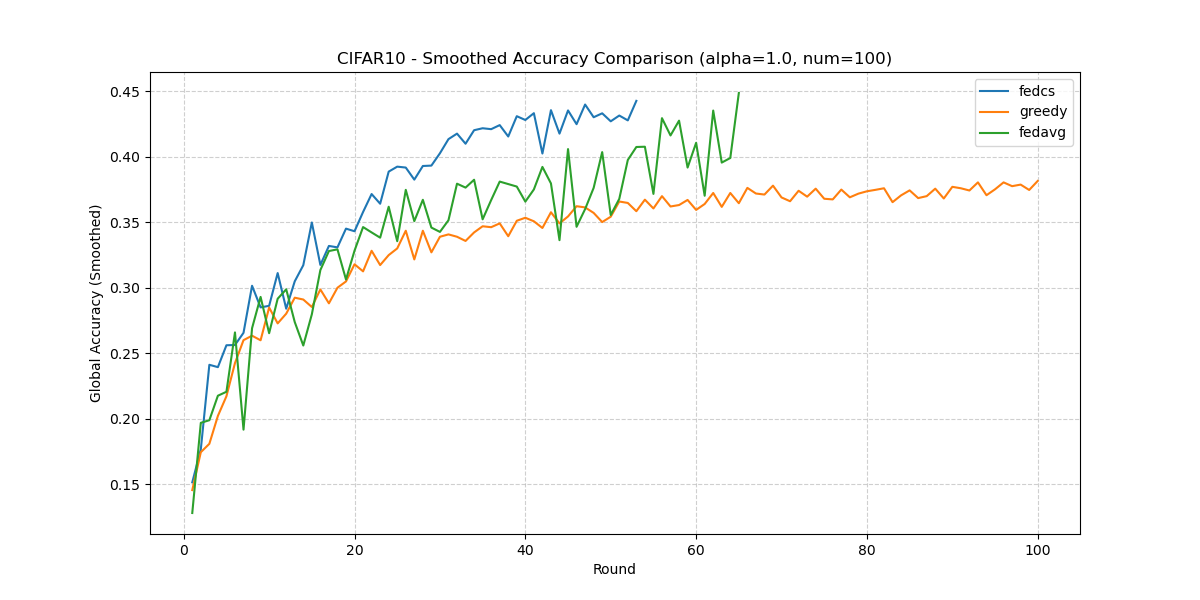 CIFAR10 - Smoothed Accuracy Comparison (alpha=1.0, num=100)
fedcs
greedy
fedavg
Global Accuracy (Smoothed)
0.45
0.40
0.35
0.30
0.25
0.20
0.15
0 20 40 60 80 100
Round